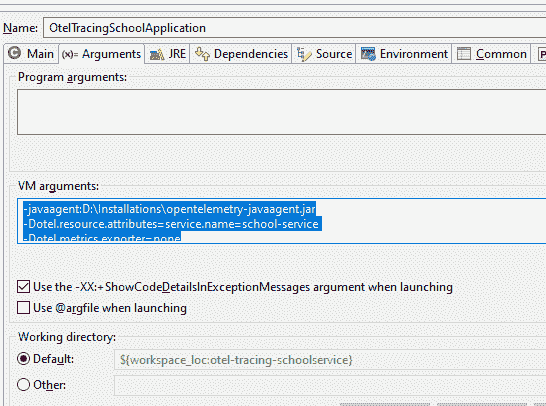 Name: OtelTracingSchoolApplication
Main (x)= Arguments JRE Dependencies Source Environment Common
Program arguments:
VM arguments:
-javaagent:D:\Installations\opentelemetry-javaagent.jar
-Dotel.resource.attributes=service.name=school-service
-Dotel.metrics.exporter=none
Use the -XX:+ShowCodeDetailsInExceptionMessages argument when launching
Use @argfile when launching
Working directory:
Default: ${workspace_loc:otel-tracing-schoolservice}
Other: